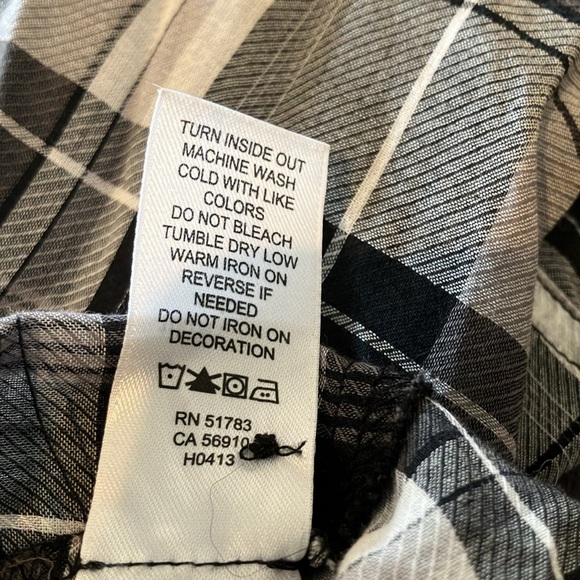 TURN INSIDE OUT
MACHINE WASH
COLD WITH LIKE
COLORS
DO NOT BLEACH
TUMBLE DRY LOW
WARM IRON ON
REVERSE IF
NEEDED
DO NOT IRON ON
DECORATION
RN 51783
CA 56910
H0413